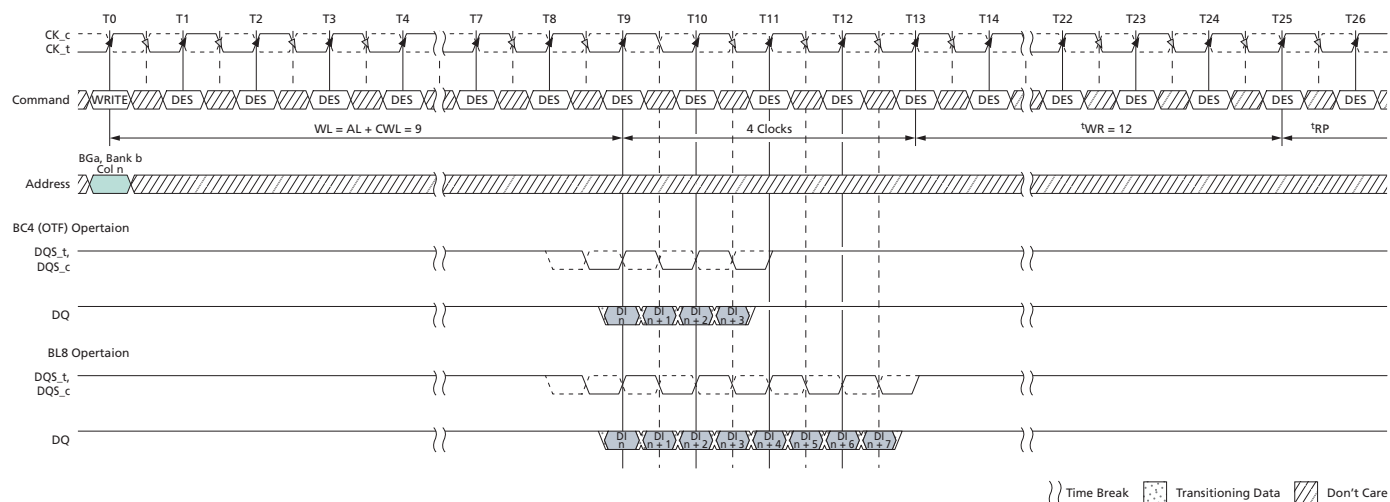 T0 T1 T2 T3 T4 T7 T8 T9 T10 T11 T12 T13 T14 T22 T23 T24 T25 T26
CK_c
CK_t
Command WRITE DES DES DES DES DES DES DES DES DES DES DES DES DES DES DES DES DES
WL = AL + CWL = 9 4 Clocks tWR = 12 tRP
BGa, Bank b
Col n
Address
BC4 (OTF) Opertaion
DQS_t,
DQS_c
DQ DI n DI n + 1 DI n + 2 DI n + 3
BL8 Opertaion
DQS_t,
DQS_c
DQ DI n DI n + 1 DI n + 2 DI n + 3 DI n + 4 DI n + 5 DI n + 6 DI n + 7
Time Break Transitioning Data Don't Care